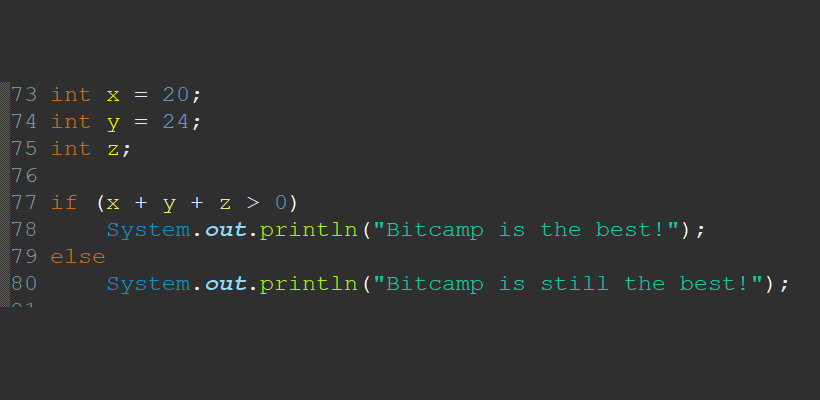 73 int x = 20;
74 int y = 24;
75 int z;
76
77 if (x + y + z > 0)
78     System.out.println("Bitcamp is the best!");
79 else
80     System.out.println("Bitcamp is still the best!");